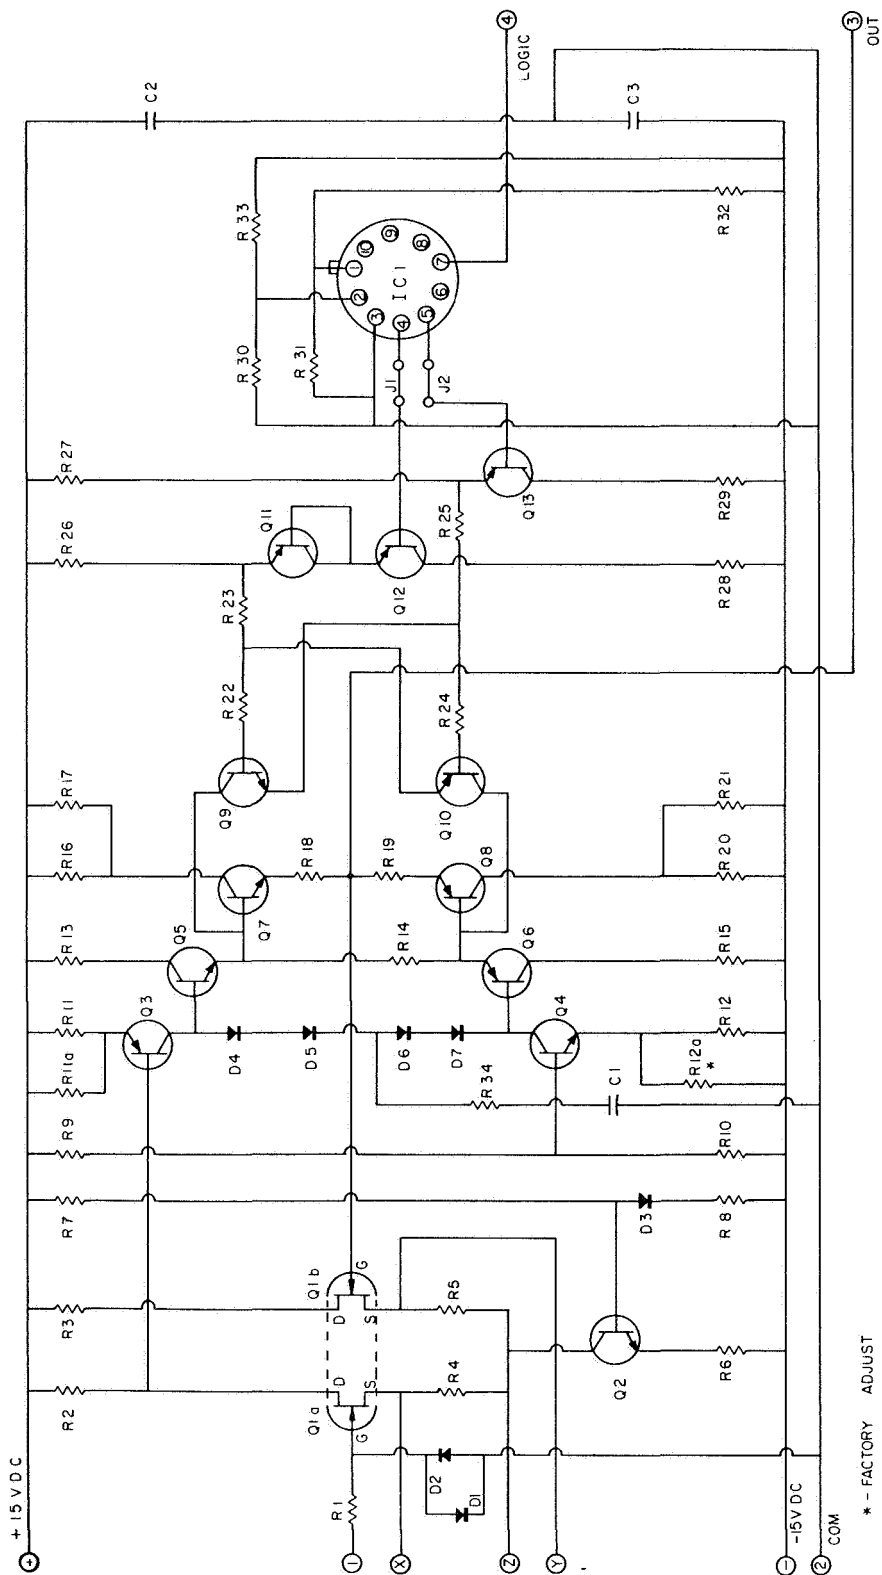 + 15 V D C
+
R2
R3
R7
R9
R11a
R11
R13
R16
R17
R26
R27
C2
4
LOGIC
3
OUT
Q3
Q5
Q7
Q9
R22
R23
Q11
R30
R33
Q1a
Q1b
D
D
S
S
G
G
D4
D5
D6
D7
R14
R18
R19
R24
R25
Q12
Q13
R31
J1
J2
IC1
1
2
3
4
5
6
7
8
9
10
1
R1
X
D2
D1
R4
R5
Z
Y
Q2
D3
R34
C1
Q4
Q6
Q8
Q10
C3
R6
R8
R10
R12a
*
R12
R15
R20
R21
R28
R29
R32
-
-15V DC
2
COM
* - FACTORY ADJUST